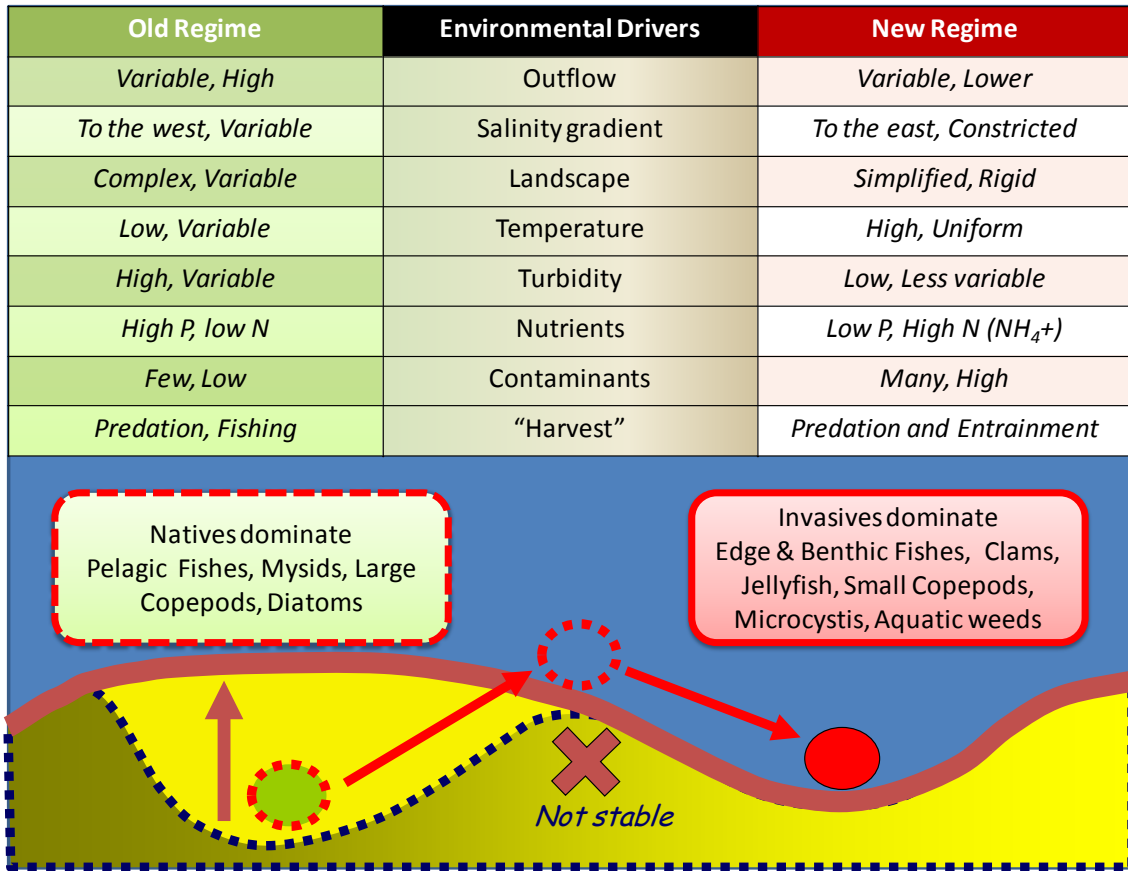 Old Regime Environmental Drivers New Regime
Variable, High Outflow Variable, Lower
To the west, Variable Salinity gradient To the east, Constricted
Complex, Variable Landscape Simplified, Rigid
Low, Variable Temperature High, Uniform
High, Variable Turbidity Low, Less variable
High P, low N Nutrients Low P, High N (NH₄+)
Few, Low Contaminants Many, High
Predation, Fishing “Harvest” Predation and Entrainment
Natives dominate
Pelagic Fishes, Mysids, Large
Copepods, Diatoms
Invasives dominate
Edge & Benthic Fishes, Clams,
Jellyfish, Small Copepods,
Microcystis, Aquatic weeds
Not stable